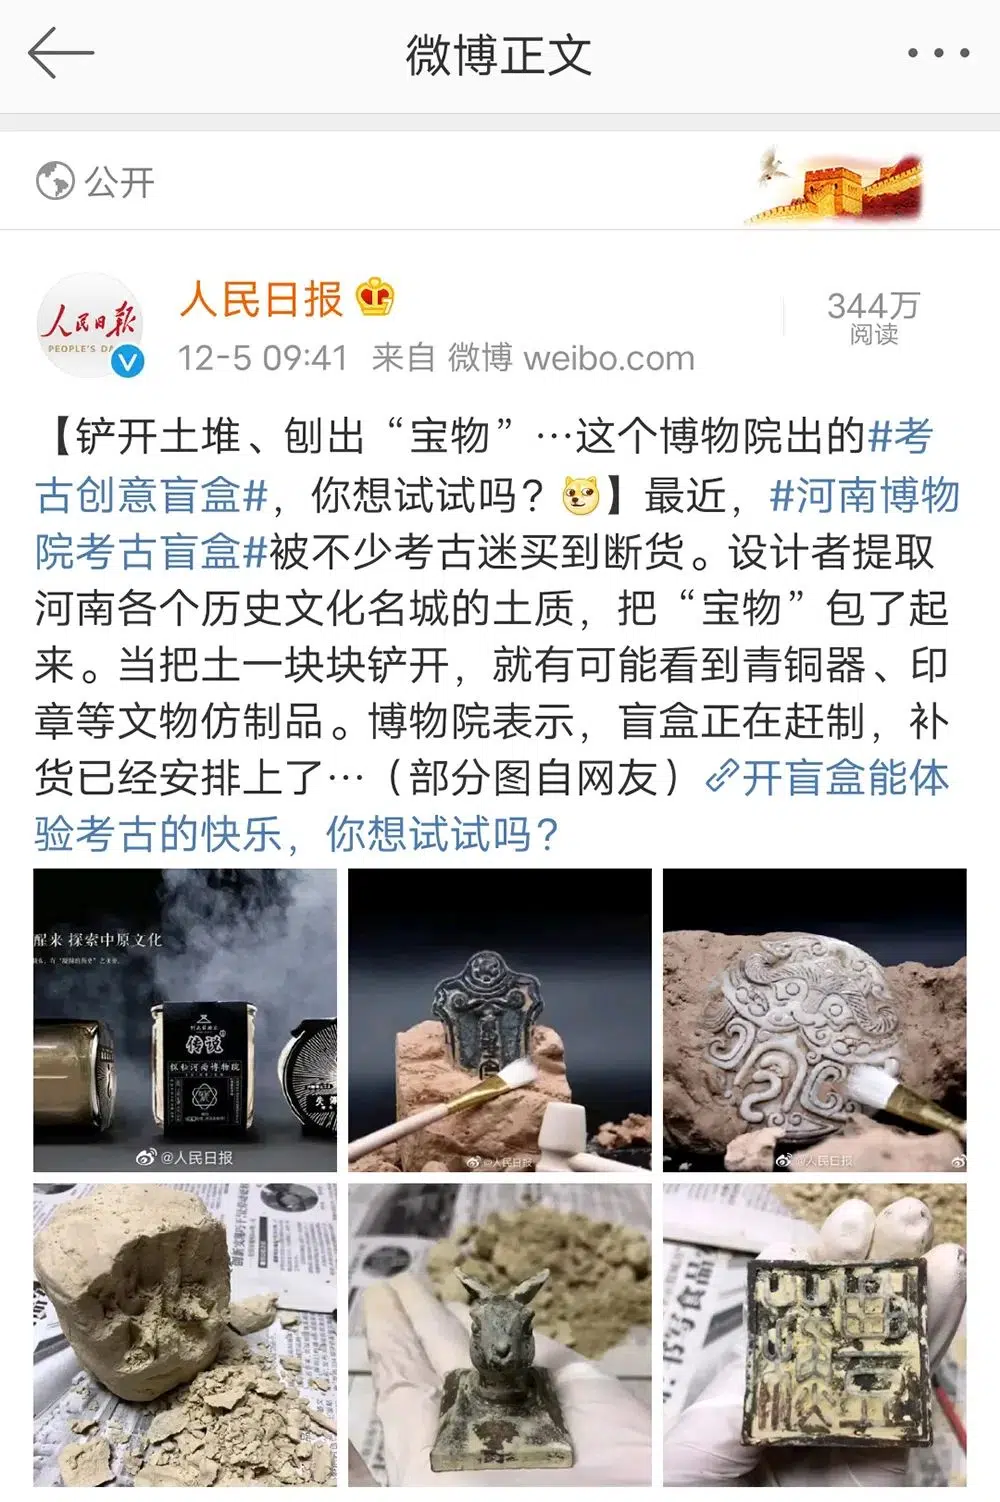 微博正文
公开
人民日报
344万
阅读
人民日报
PEOPLE'S DA
12-5 09:41 来自 微博 weibo.com
【铲开土堆、刨出“宝物”…这个博物院出的#考
古创意盲盒#，你想试试吗？】最近，#河南博物
院考古盲盒#被不少考古迷买到断货。设计者提取
河南各个历史文化名城的土质，把“宝物”包了起
来。当把土一块块铲开，就有可能看到青铜器、印
章等文物仿制品。博物院表示，盲盒正在赶制，补
货已经安排上了…（部分图自网友）开盲盒能体
验考古的快乐，你想试试吗？
醒来 探索中原文化
传说
探秘河南博物院
@人民日报
@人民日报
@人民日报